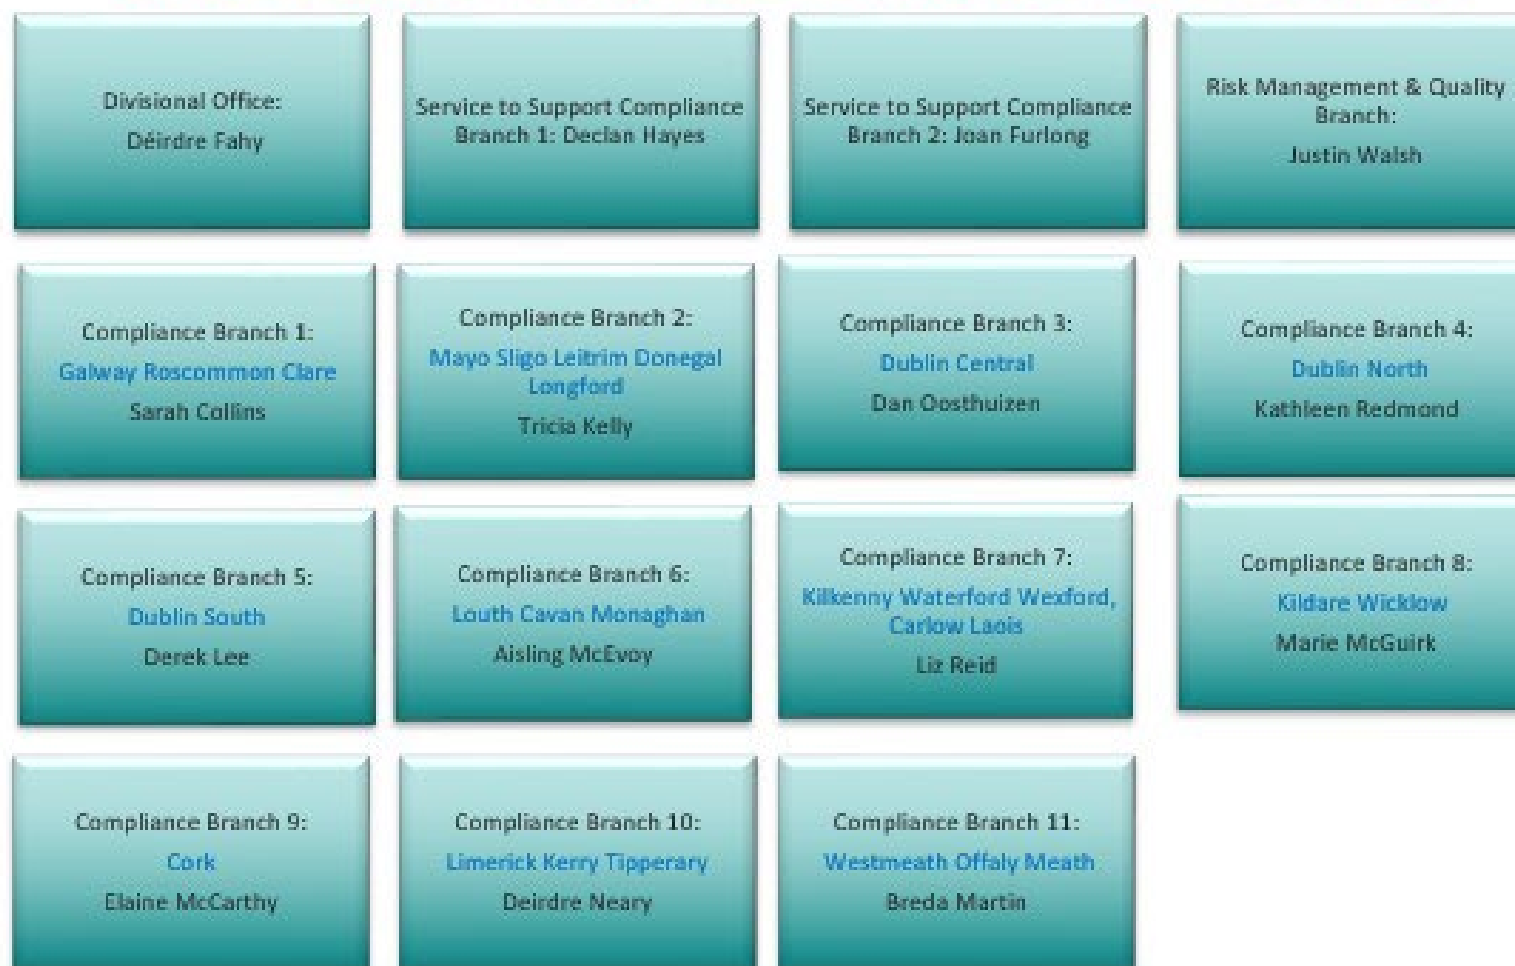 Divisional Office:
Déirdre Fahy
Service to Support Compliance
Branch 1: Declan Hayes
Service to Support Compliance
Branch 2: Joan Furlong
Risk Management & Quality
Branch:
Justin Walsh
Compliance Branch 1:
Galway Roscommon Clare
Sarah Collins
Compliance Branch 2:
Mayo Sligo Leitrim Donegal
Longford
Tricia Kelly
Compliance Branch 3:
Dublin Central
Dan Oosthuizen
Compliance Branch 4:
Dublin North
Kathleen Redmond
Compliance Branch 5:
Dublin South
Derek Lee
Compliance Branch 6:
Louth Cavan Monaghan
Aisling McEvoy
Compliance Branch 7:
Kilkenny Waterford Wexford,
Carlow Laois
Liz Reid
Compliance Branch 8:
Kildare Wicklow
Marie McGuirk
Compliance Branch 9:
Cork
Elaine McCarthy
Compliance Branch 10:
Limerick Kerry Tipperary
Deirdre Neary
Compliance Branch 11:
Westmeath Offaly Meath
Breda Martin